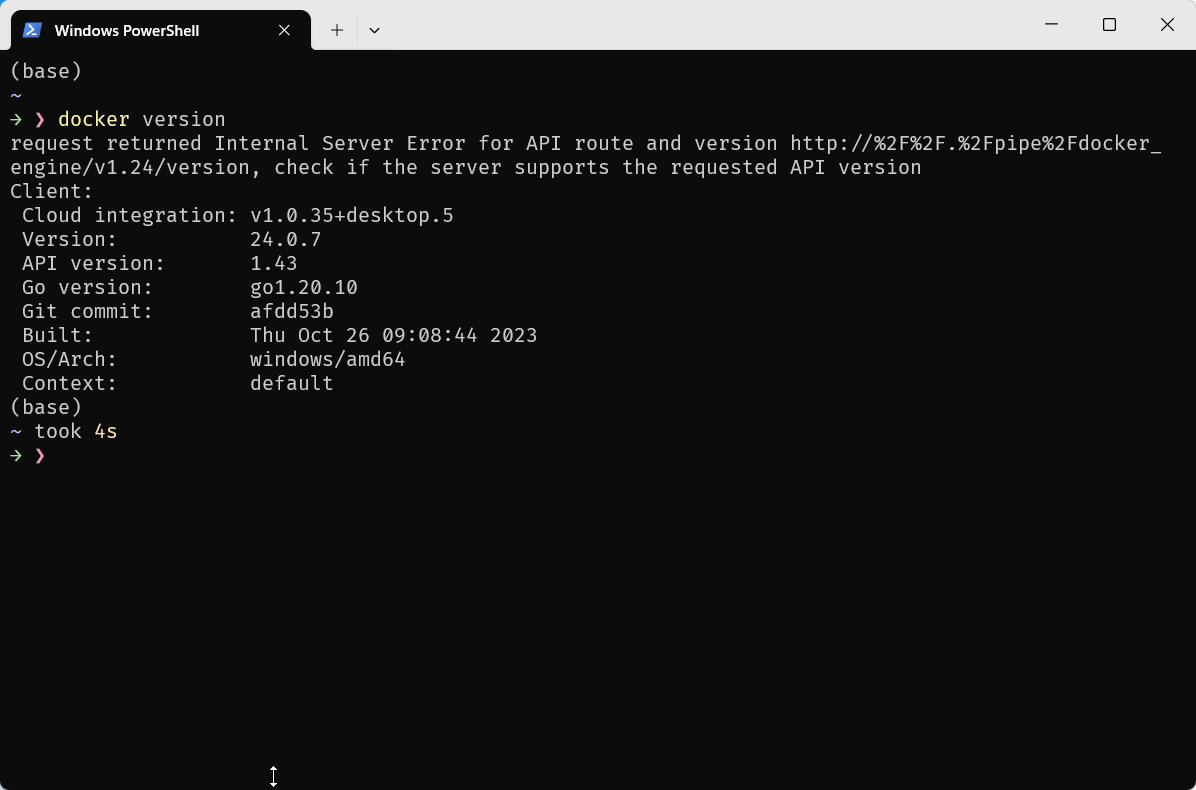 Windows PowerShell
(base)
~
→ ❯ docker version
request returned Internal Server Error for API route and version http://%2F%2F.%2Fpipe%2Fdocker_
engine/v1.24/version, check if the server supports the requested API version
Client:
 Cloud integration: v1.0.35+desktop.5
 Version:           24.0.7
 API version:       1.43
 Go version:        go1.20.10
 Git commit:        afdd53b
 Built:             Thu Oct 26 09:08:44 2023
 OS/Arch:           windows/amd64
 Context:           default
(base)
~ took 4s
→ ❯